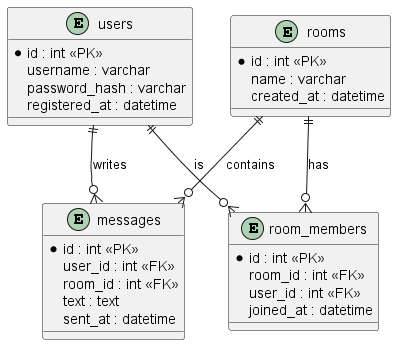 E users
* id : int «PK»
username : varchar
password_hash : varchar
registered_at : datetime
E rooms
* id : int «PK»
name : varchar
created_at : datetime
writes
is
contains
has
E messages
* id : int «PK»
user_id : int «FK»
room_id : int «FK»
text : text
sent_at : datetime
E room_members
* id : int «PK»
room_id : int «FK»
user_id : int «FK»
joined_at : datetime